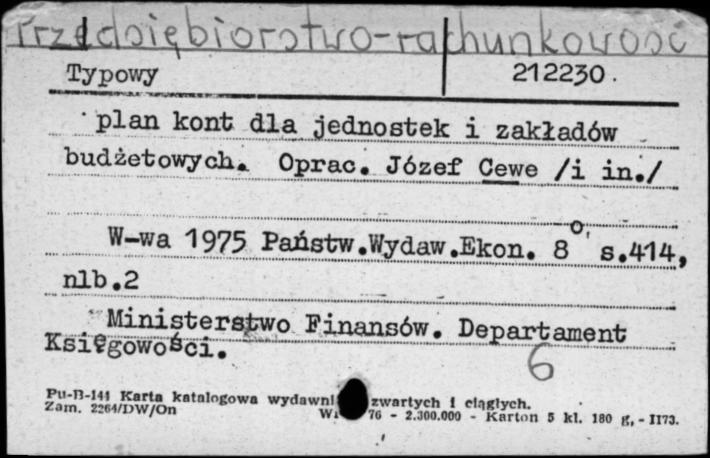 Przedsiębiorstwo-rachunkowość
Typowy 212230.
plan kont dla jednostek i zakładów
budżetowych. Oprac. Józef Cewe /i in./
W-wa 1975 Państw.Wydaw.Ekon. 8° s.414,
nlb.2
Ministerstwo Finansów. Departament
Księgowości.
6
Pu-B-141 Karta katalogowa wydawni zwartych i ciągłych.
Zam. 2264/DW/On W 76 - 2.300.000 - Karton 5 kl. 180 g, - II73.